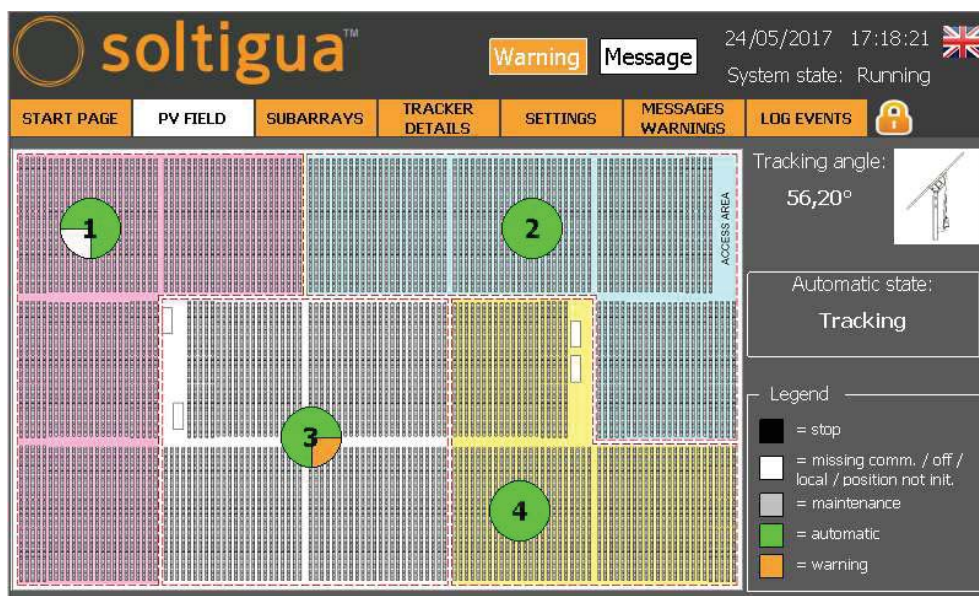 soltigua™
Warning
Message
24/05/2017 17:18:21
System state: Running
START PAGE
PV FIELD
SUBARRAYS
TRACKER
DETAILS
SETTINGS
MESSAGES
WARNINGS
LOG EVENTS
1
2
3
4
ACCESS AREA
Tracking angle:
56,20°
Automatic state:
Tracking
Legend
= stop
= missing comm. / off /
local / position not init.
= maintenance
= automatic
= warning